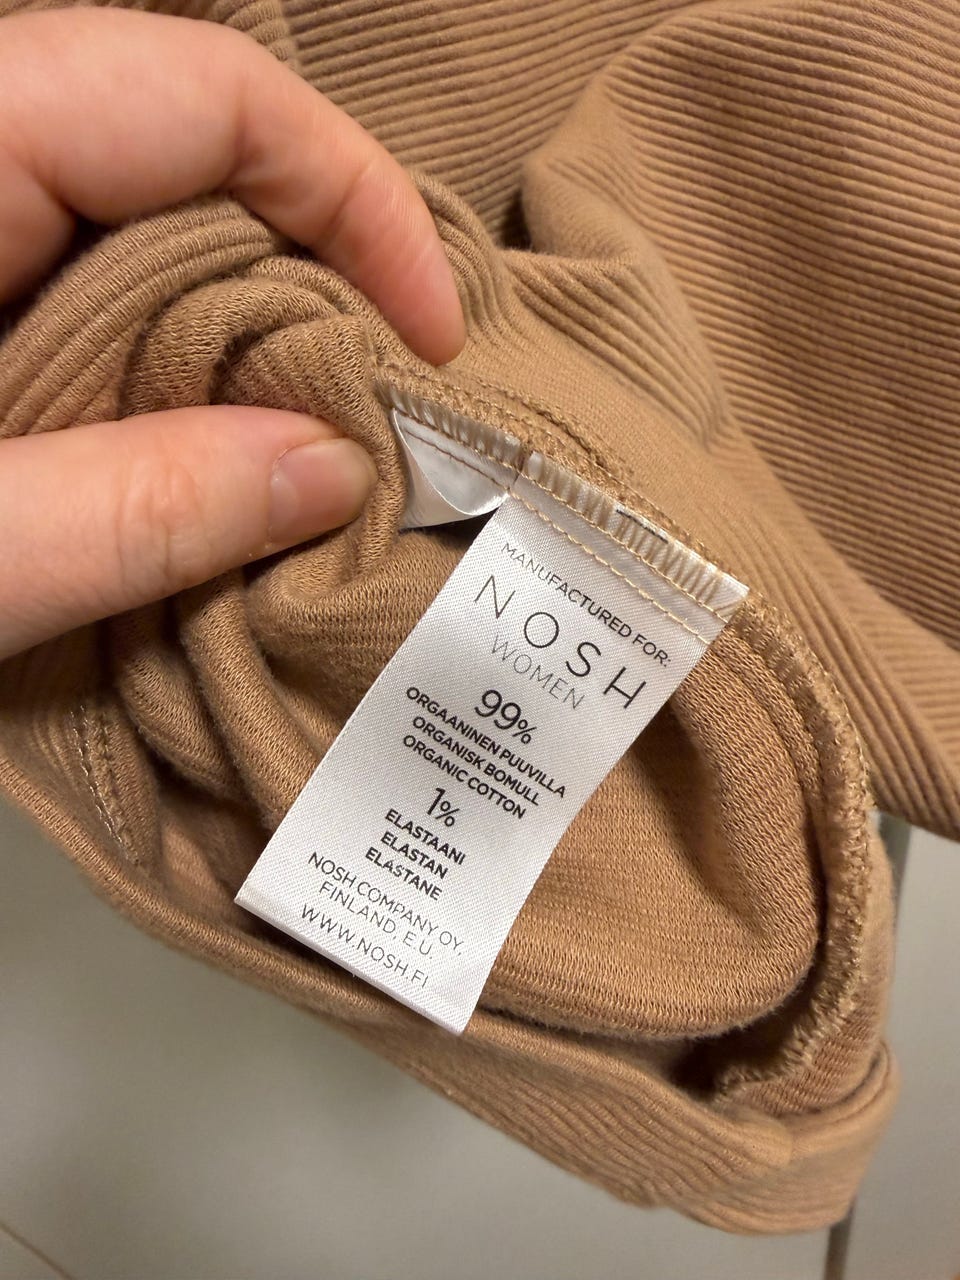 MANUFACTURED FOR:
NOSH
WOMEN
99%
ORGAANINEN PUUVILLA
ORGANISK BOMULL
ORGANIC COTTON
1%
ELASTAANI
ELASTAN
ELASTANE
NOSH COMPANY OY,
FINLAND, E.U.
WWW.NOSH.FI